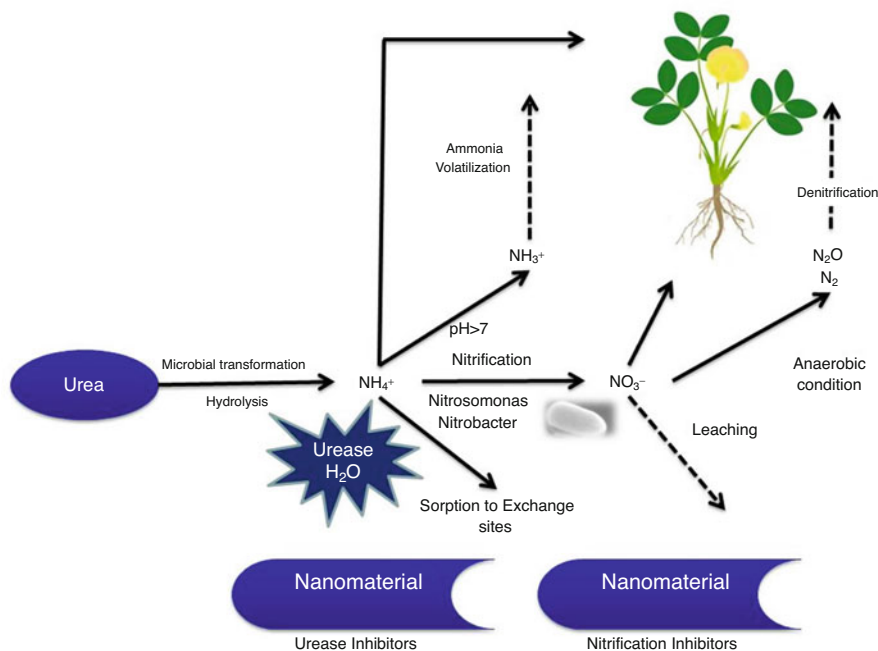 Ammonia
Volatilization
Denitrification
NH₃⁺
N₂O
N₂
pH>7
Microbial transformation
Nitrification
Urea
NH₄⁺
NO₃⁻
Anaerobic
condition
Hydrolysis
Nitrosomonas
Nitrobacter
Leaching
Urease
H₂O
Sorption to Exchange
sites
Nanomaterial
Nanomaterial
Urease Inhibitors
Nitrification Inhibitors